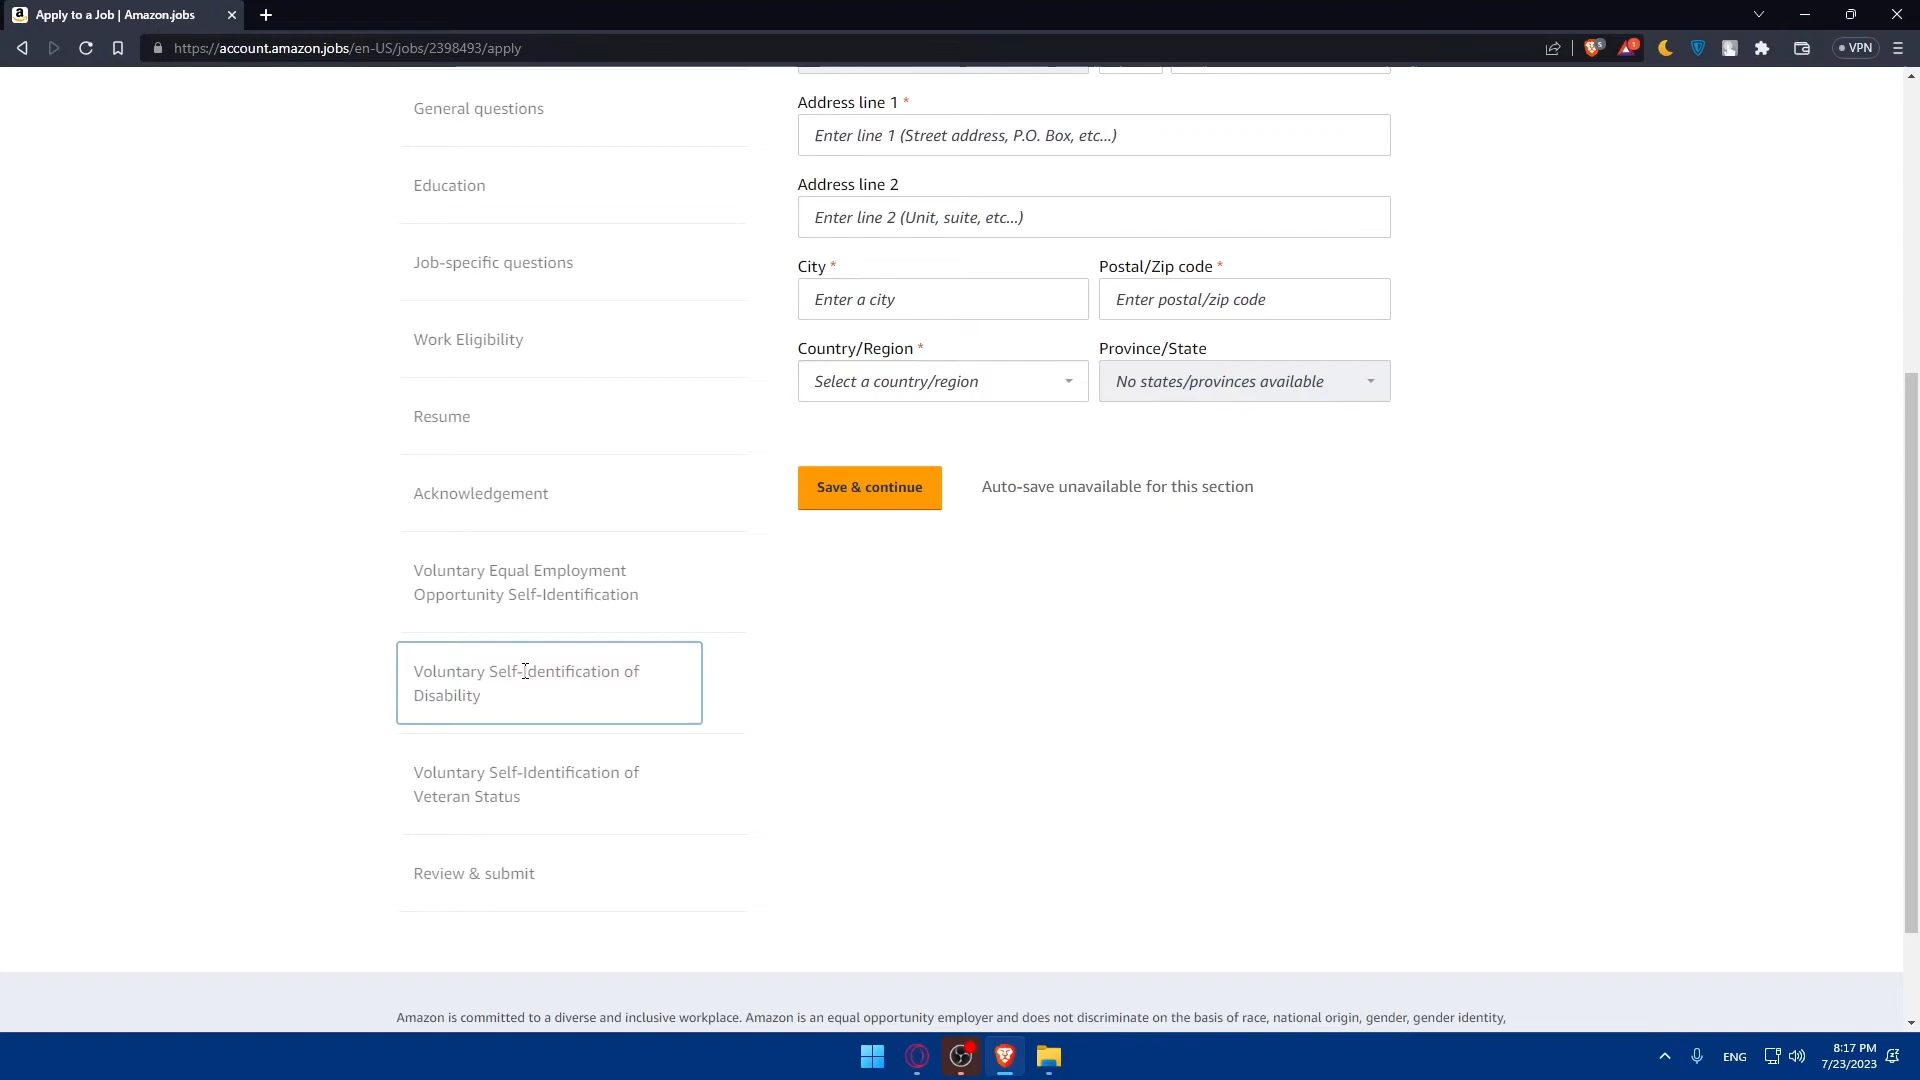 Apply to a Job | Amazon.jobs
https://account.amazon.jobs/en-US/jobs/2398493/apply
5
1
VPN
General questions
Education
Job-specific questions
Work Eligibility
Resume
Acknowledgement
Voluntary Equal Employment
Opportunity Self-Identification
Voluntary Self-Identification of
Disability
Voluntary Self-Identification of
Veteran Status
Review & submit
Address line 1 *
Enter line 1 (Street address, P.O. Box, etc...)
Address line 2
Enter line 2 (Unit, suite, etc...)
City * Postal/Zip code *
Enter a city Enter postal/zip code
Country/Region * Province/State
Select a country/region No states/provinces available
Save & continue Auto-save unavailable for this section
Amazon is committed to a diverse and inclusive workplace. Amazon is an equal opportunity employer and does not discriminate on the basis of race, national origin, gender, gender identity,
ENG
8:17 PM
7/23/2023